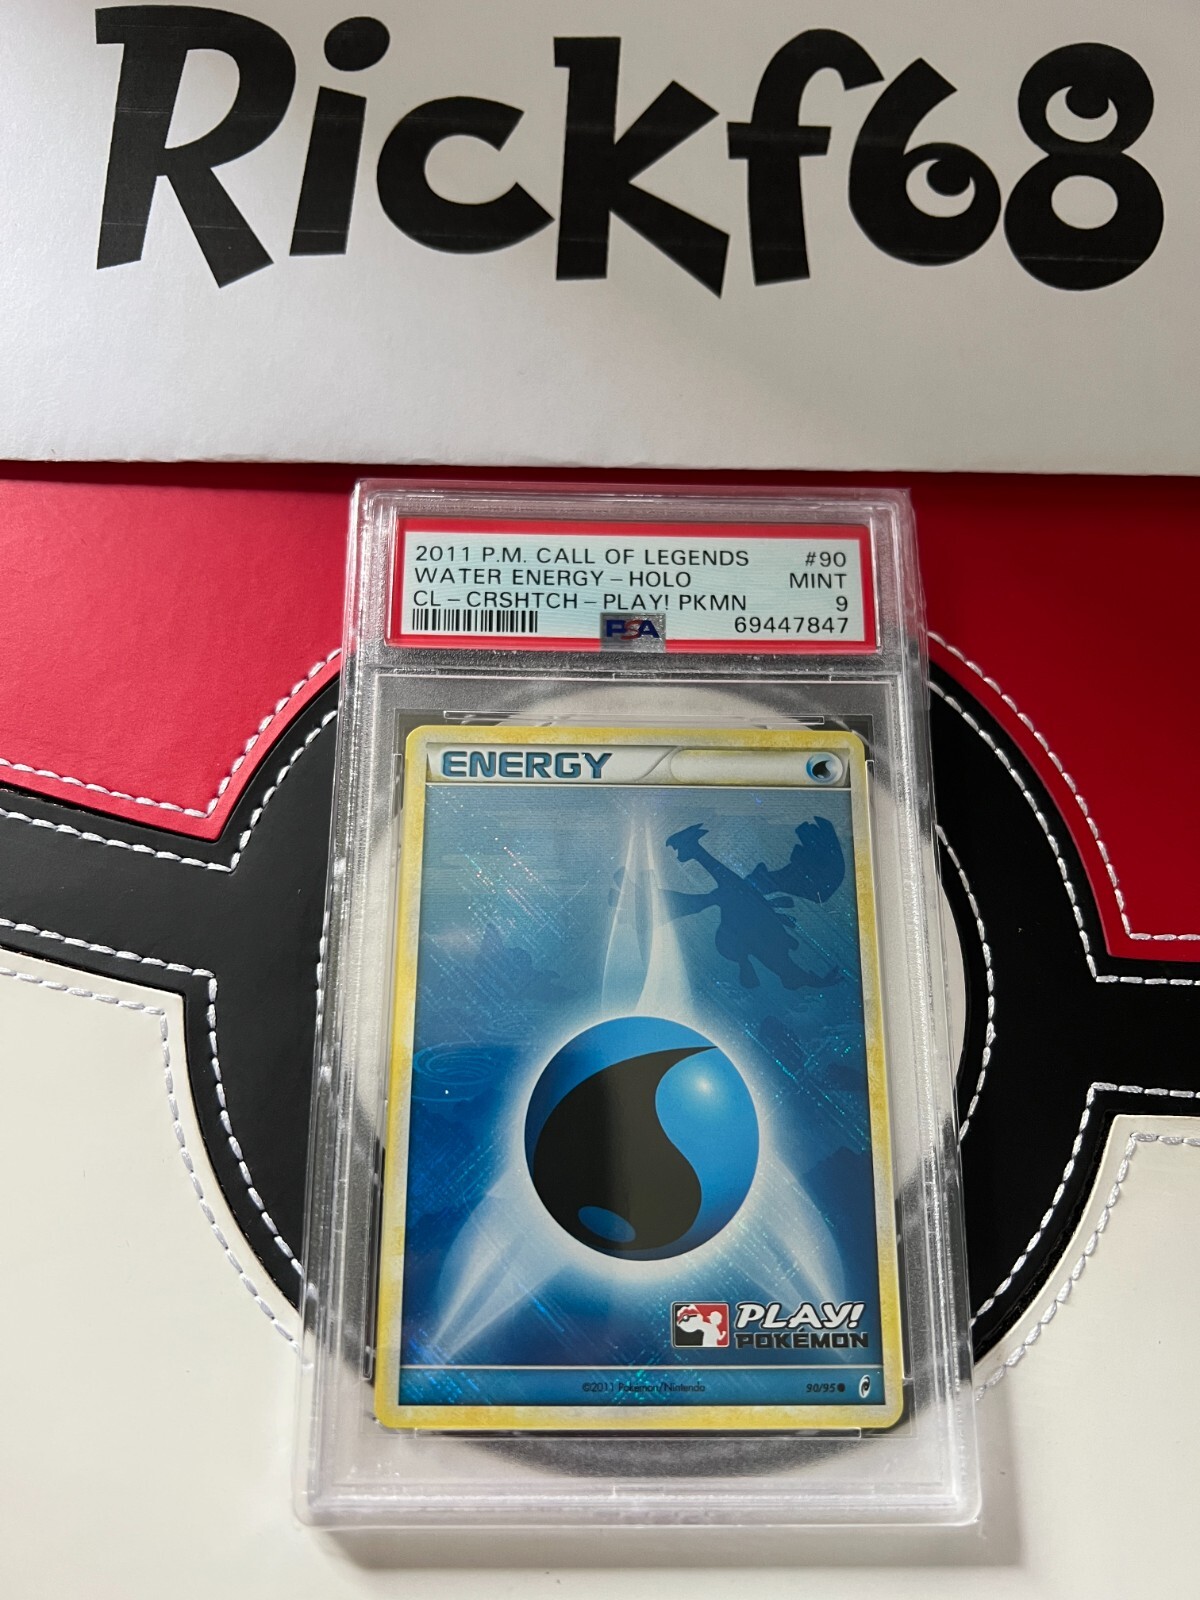 Rickf68
2011 P.M. CALL OF LEGENDS #90
WATER ENERGY - HOLO MINT
CL - CRSHTCH - PLAY! PKMN 9
PSA 69447847
ENERGY
PLAY!
POKÉMON
©2011 Pokémon/Nintendo 90/95